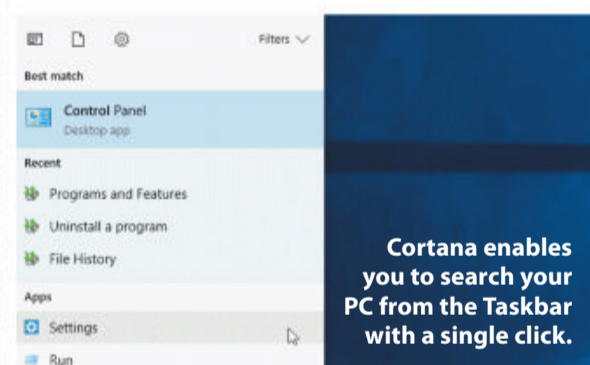 Filters
Best match
Control Panel
Desktop app
Recent
Programs and Features
Uninstall a program
File History
Apps
Settings
Run
Cortana enables
you to search your
PC from the Taskbar
with a single click.